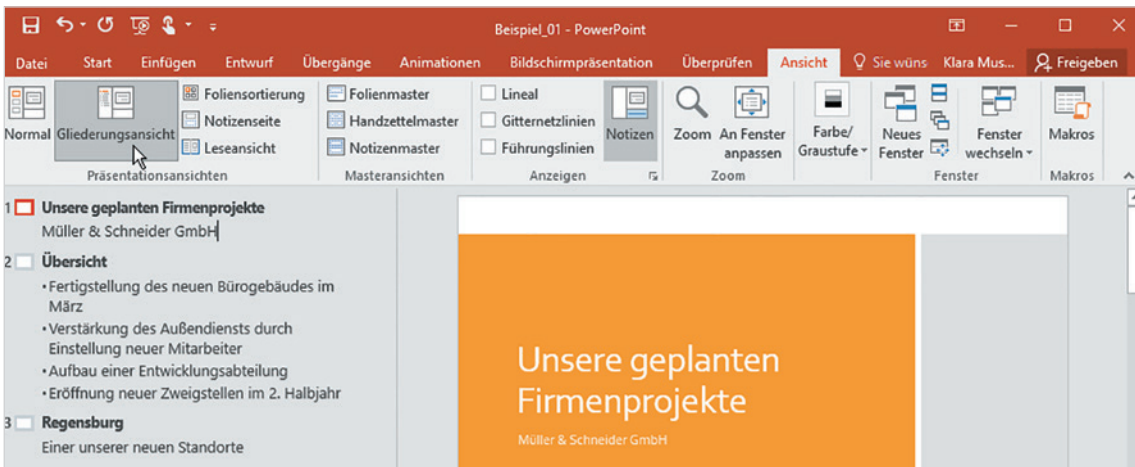 Beispiel_01 - PowerPoint
Datei Start Einfügen Entwurf Übergänge Animationen Bildschirmpräsentation Überprüfen Ansicht Sie wüns Klara Mus... Freigeben
Normal
Gliederungsansicht
Foliensortierung
Notizenseite
Leseansicht
Präsentationsansichten
Folienmaster
Handzettelmaster
Notizenmaster
Masteransichten
Lineal
Gitternetzlinien
Führungslinien
Notizen
Anzeigen
Zoom
An Fenster
anpassen
Zoom
Farbe/
Graustufe
Neues
Fenster
Fenster
wechseln
Fenster
Makros
Makros
1 Unsere geplanten Firmenprojekte
Müller & Schneider GmbH
2 Übersicht
• Fertigstellung des neuen Bürogebäudes im
März
• Verstärkung des Außendiensts durch
Einstellung neuer Mitarbeiter
• Aufbau einer Entwicklungsabteilung
• Eröffnung neuer Zweigstellen im 2. Halbjahr
3 Regensburg
Einer unserer neuen Standorte
Unsere geplanten
Firmenprojekte
Müller & Schneider GmbH